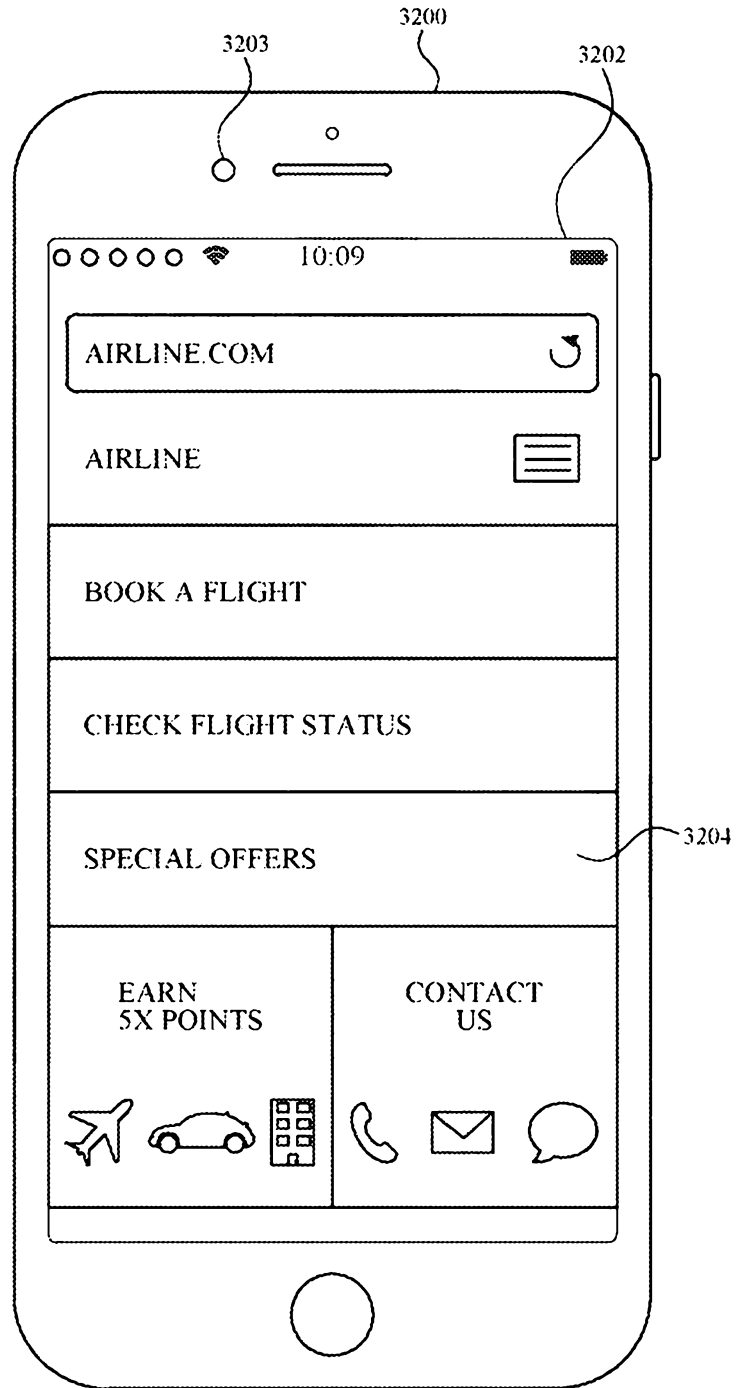 3200
3203
3202
10:09
AIRLINE.COM
AIRLINE
BOOK A FLIGHT
CHECK FLIGHT STATUS
SPECIAL OFFERS
3204
EARN
5X POINTS
CONTACT
US